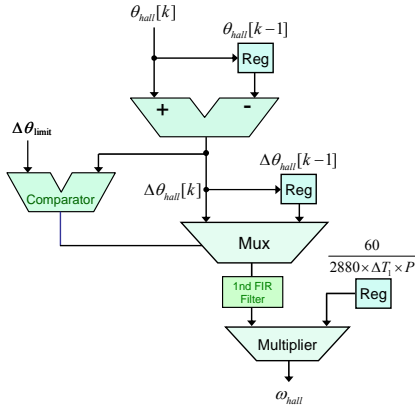 θhall[k]
θhall[k−1]
Reg
+ -
Δθlimit
Δθhall[k−1]
Comparator
Δθhall[k]
Reg
Mux
60
2880×ΔT1×P
1nd FIR
Filter
Reg
Multiplier
ωhall